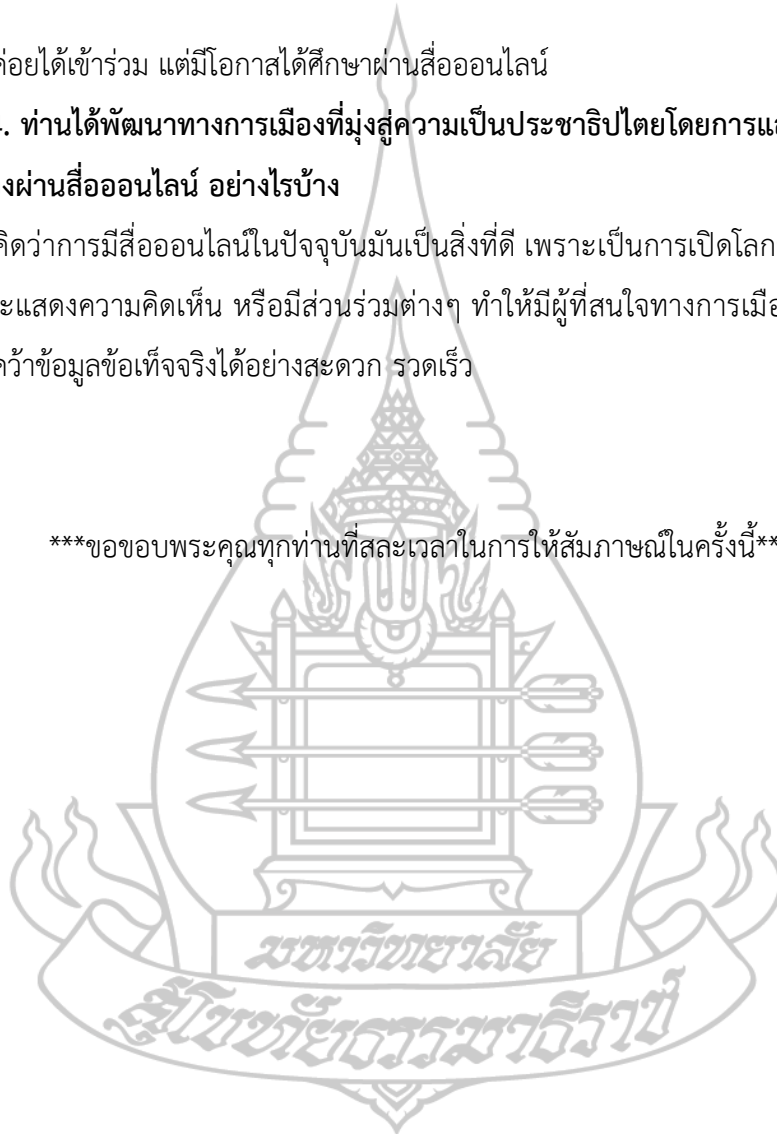 ค่อยได้เข้าร่วม แต่มีโอกาสได้ศึกษาผ่านสื่อออนไลน์
. ท่านได้พัฒนาทางการเมืองที่มุ่งสู่ความเป็นประชาธิปไตยโดยการแ
งผ่านสื่อออนไลน์ อย่างไรบ้าง
คิดว่าการมีสื่อออนไลน์ในปัจจุบันมันเป็นสิ่งที่ดี เพราะเป็นการเปิดโลก
ะแสดงความคิดเห็น หรือมีส่วนร่วมต่างๆ ทำให้มีผู้ที่สนใจทางการเมือ
คว้าข้อมูลข้อเท็จจริงได้อย่างสะดวก รวดเร็ว
***ขอขอบพระคุณทุกท่านที่สละเวลาในการให้สัมภาษณ์ในครั้งนี้**
มหาวิทยาลัย
สุโขทัยธรรมาธิราช